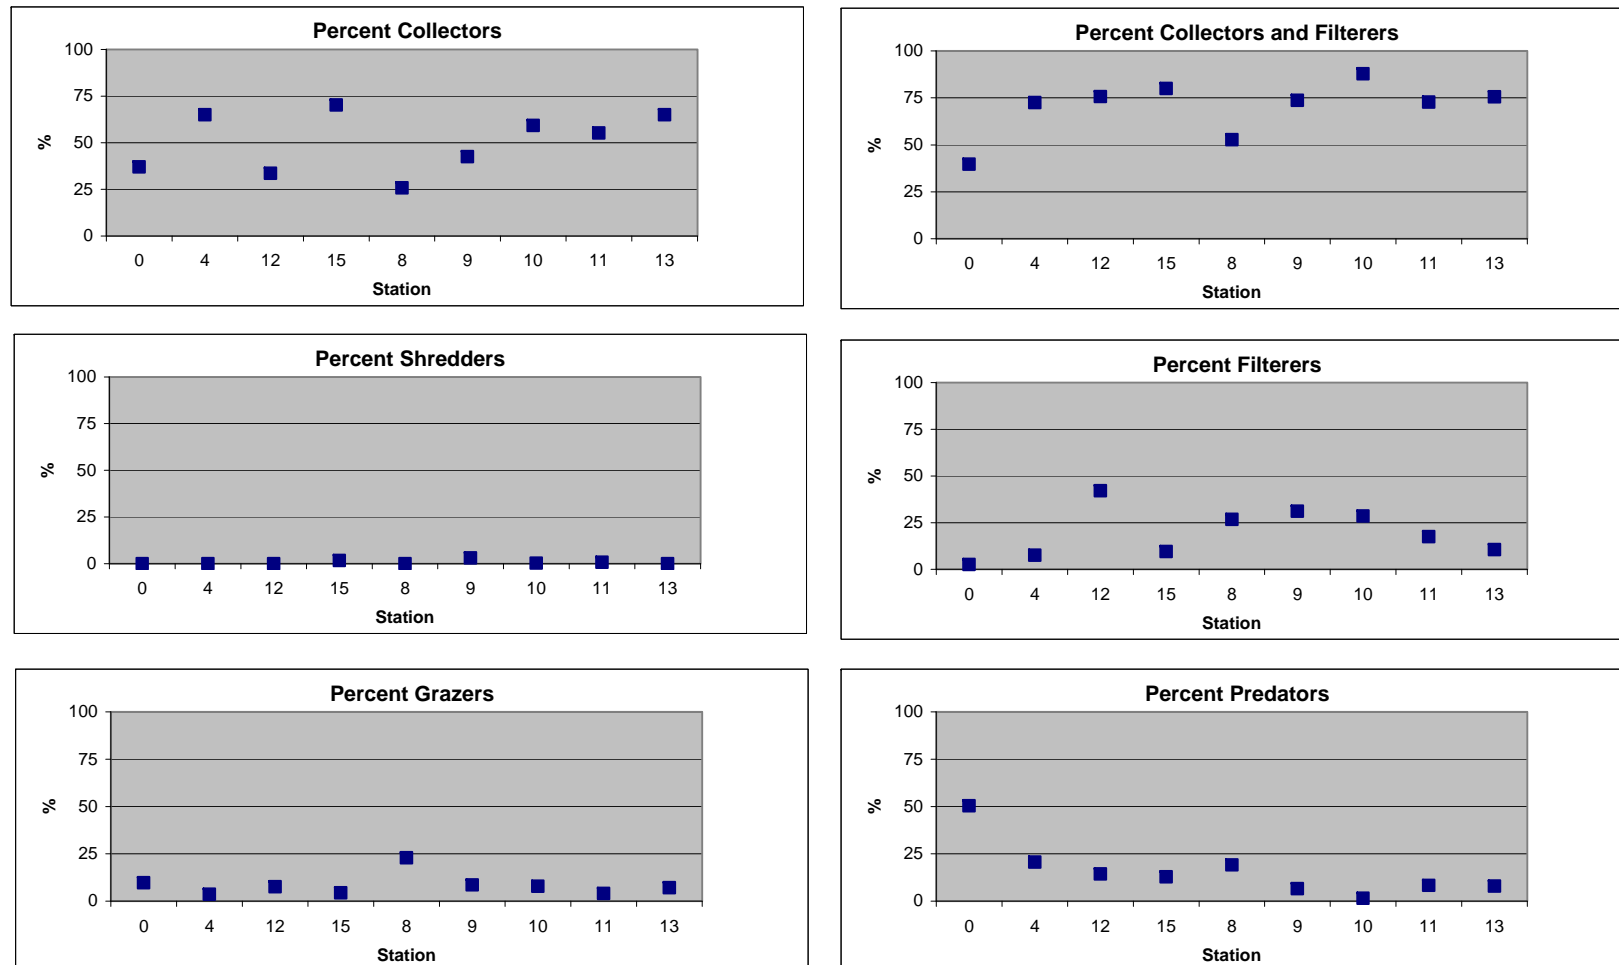 Percent Collectors
100
75
50
25
0
%
0 4 12 15 8 9 10 11 13
Station
Percent Collectors and Filterers
100
75
50
25
0
%
0 4 12 15 8 9 10 11 13
Station
Percent Shredders
100
75
50
25
0
%
0 4 12 15 8 9 10 11 13
Station
Percent Filterers
100
75
50
25
0
%
0 4 12 15 8 9 10 11 13
Station
Percent Grazers
100
75
50
25
0
%
0 4 12 15 8 9 10 11 13
Station
Percent Predators
100
75
50
25
0
%
0 4 12 15 8 9 10 11 13
Station